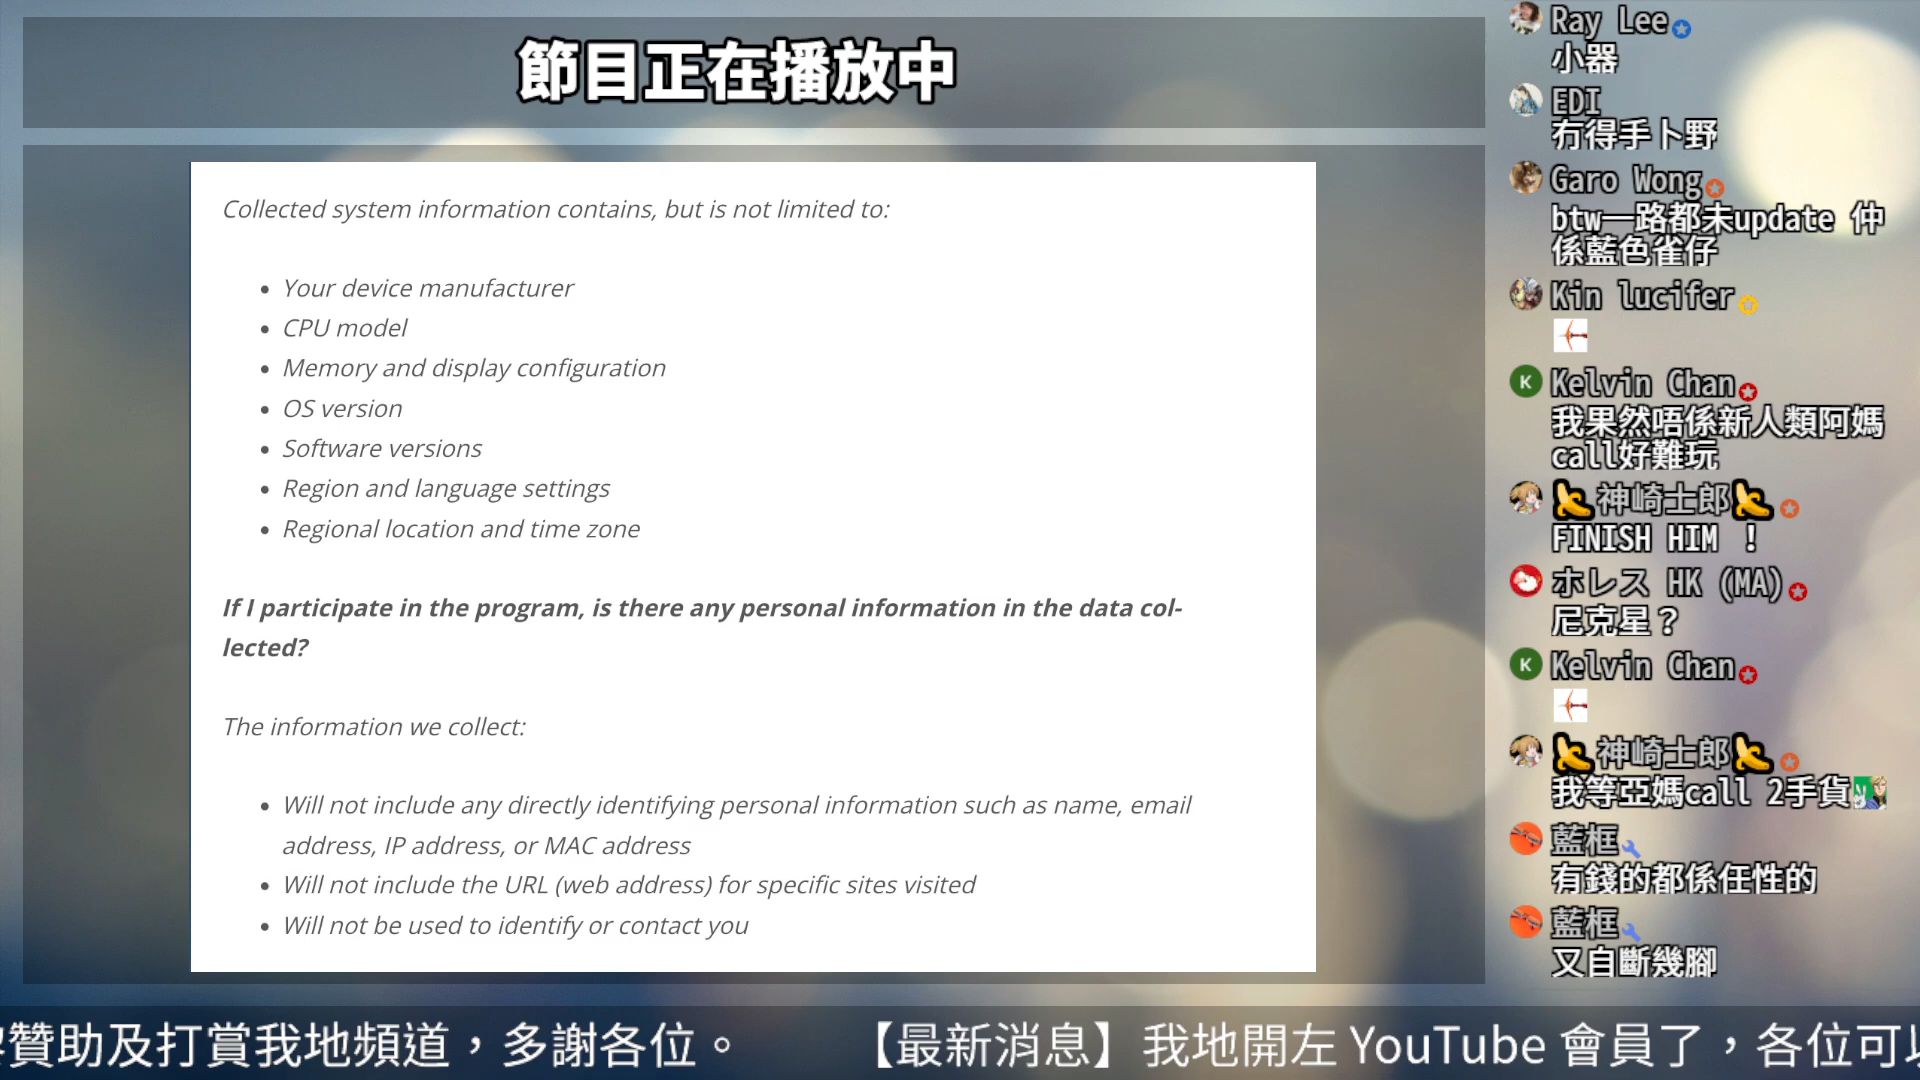 節目正在播放中
Collected system information contains, but is not limited to:
• Your device manufacturer
• CPU model
• Memory and display configuration
• OS version
• Software versions
• Region and language settings
• Regional location and time zone
If I participate in the program, is there any personal information in the data col-
lected?
The information we collect:
• Will not include any directly identifying personal information such as name, email
address, IP address, or MAC address
• Will not include the URL (web address) for specific sites visited
• Will not be used to identify or contact you
Ray Lee
小器
EDI
冇得手卜野
Garo Wong
btw一路都未update 仲
係藍色雀仔
Kin lucifer
K Kelvin Chan
我果然唔係新人類阿媽
call好難玩
🍌神崎士郎🍌
FINISH HIM !
ホレス HK (MA)
尼克星？
K Kelvin Chan
🍌神崎士郎🍌
我等亞媽call 2手貨
藍框
有錢的都係任性的
藍框
又自斷幾腳
贊助及打賞我地頻道，多謝各位。 【最新消息】我地開左 YouTube 會員了，各位可